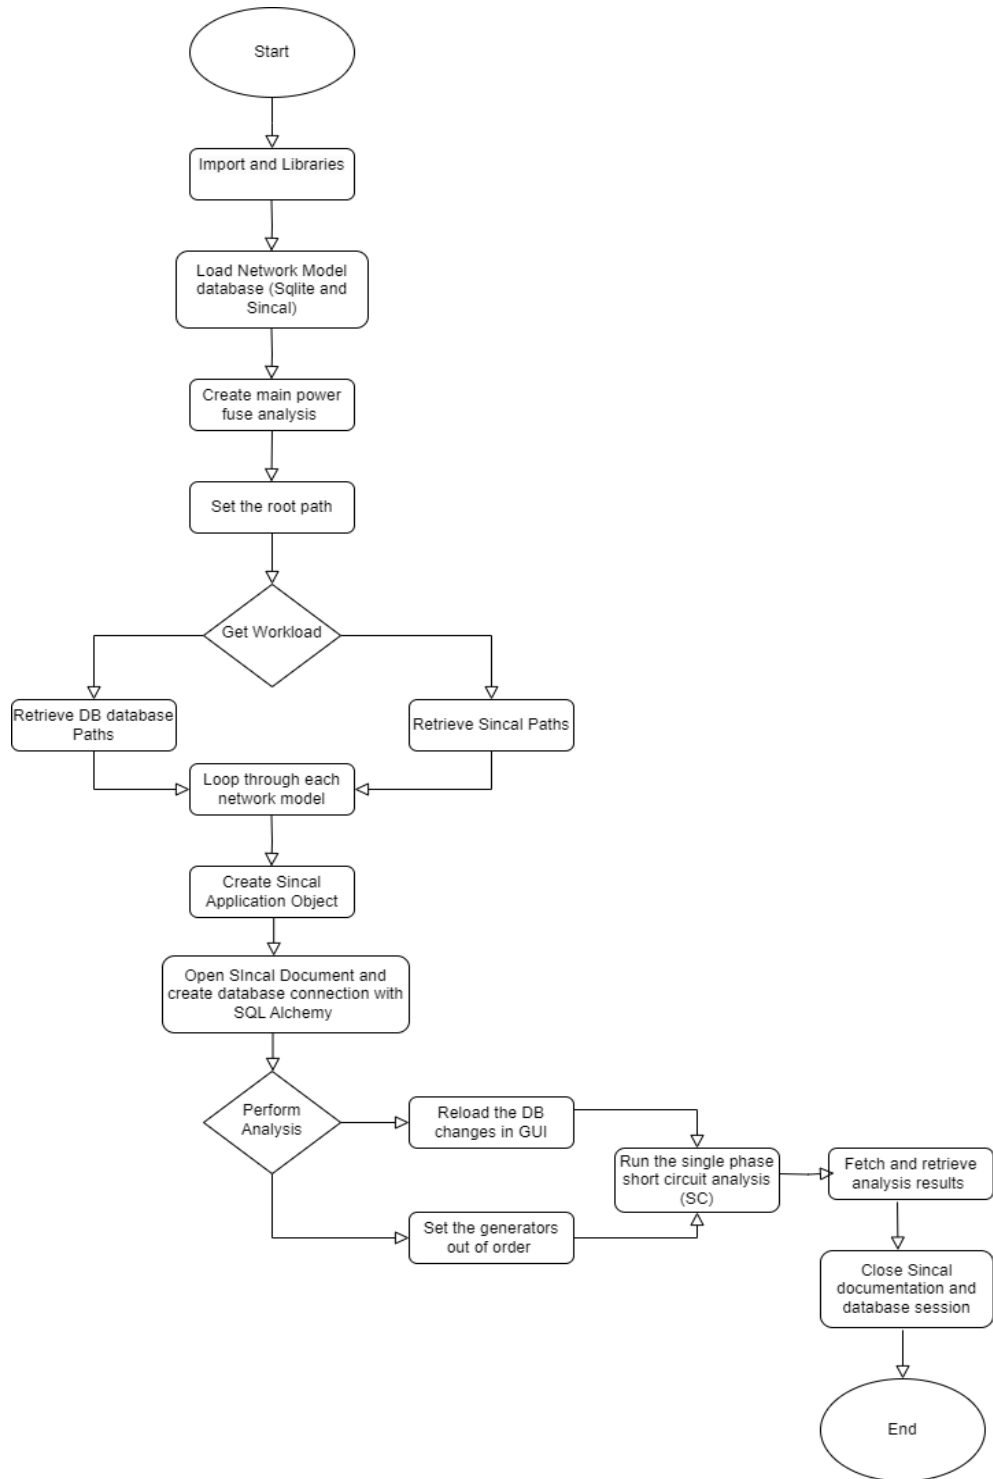 Start
Import and Libraries
Load Network Model
database (Sqlite and
Sincal)
Create main power
fuse analysis
Set the root path
Get Workload
Retrieve DB database
Paths
Retrieve Sincal Paths
Loop through each
network model
Create Sincal
Application Object
Open SIncal Document and
create database connection with
SQL Alchemy
Perform
Analysis
Reload the DB
changes in GUI
Set the generators
out of order
Run the single phase
short circuit analysis
(SC)
Fetch and retrieve
analysis results
Close Sincal
documentation and
database session
End